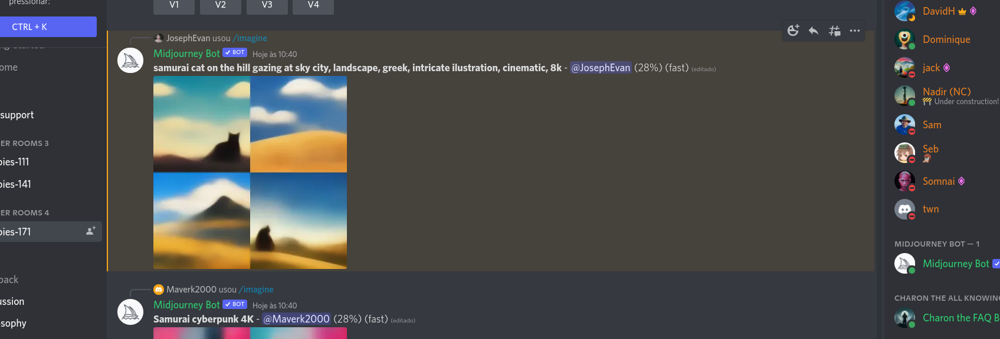 pressionar:
CTRL + K
ome
support
ER ROOMS 3
bies-111
bies-141
ER ROOMS 4
bies-171
back
ussion
osophy
V1 V2 V3 V4
JosephEvan usou /imagine
Midjourney Bot ✓ BOT Hoje às 10:40
samurai cat on the hill gazing at sky city, landscape, greek, intricate ilustration, cinematic, 8k - @JosephEvan (28%) (fast) (editado)
Maverk2000 usou /imagine
Midjourney Bot ✓ BOT Hoje às 10:40
Samurai cyberpunk 4K - @Maverk2000 (28%) (fast) (editado)
DavidH
Dominique
jack
Nadir (NC)
Under construction!
Sam
Seb
Somnai
twn
MIDJOURNEY BOT — 1
Midjourney Bot
CHARON THE ALL KNOWING
Charon the FAQ B